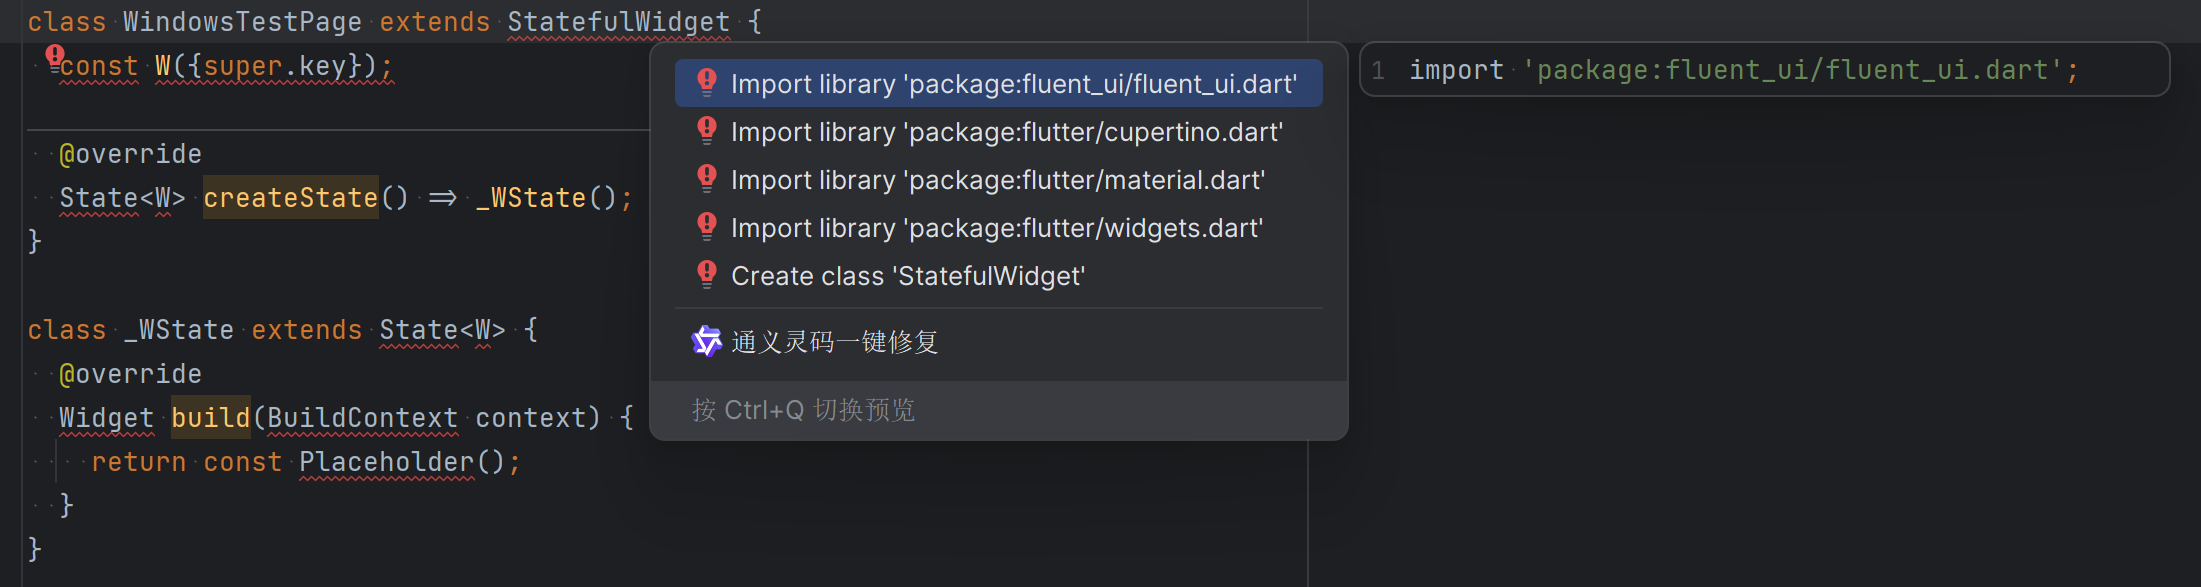 class WindowsTestPage extends StatefulWidget {
const W({super.key});
@override
State<W> createState() => _WState();
}
class _WState extends State<W> {
@override
Widget build(BuildContext context) {
return const Placeholder();
}
}
Import library 'package:fluent_ui/fluent_ui.dart'
Import library 'package:flutter/cupertino.dart'
Import library 'package:flutter/material.dart'
Import library 'package:flutter/widgets.dart'
Create class 'StatefulWidget'
通义灵码一键修复
按 Ctrl+Q 切换预览
1 import 'package:fluent_ui/fluent_ui.dart';